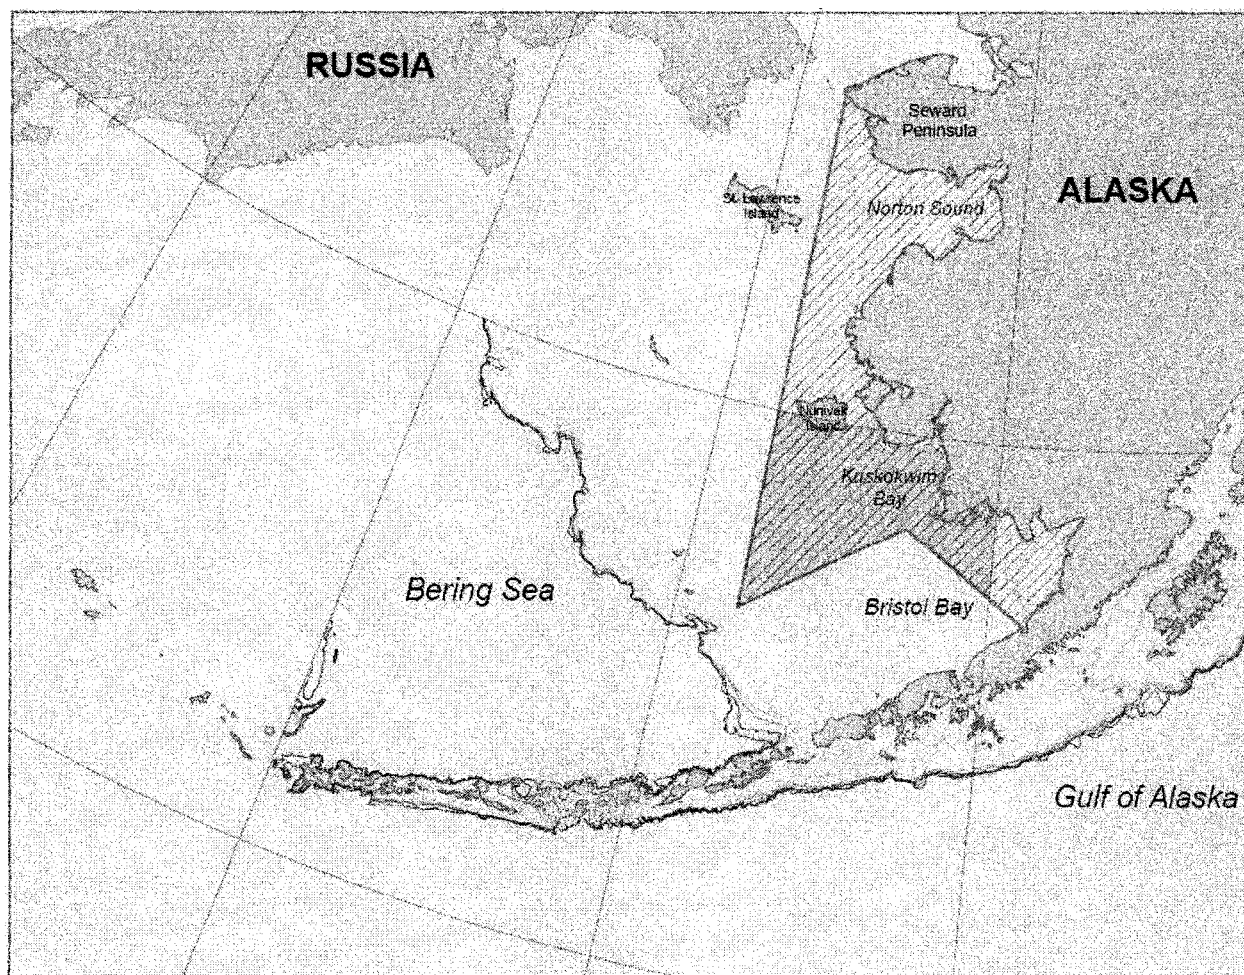 RUSSIA
Seward
Peninsula
ALASKA
St. Lawrence
Island
Norton Sound
Nunivak
Island
Kuskokwim
Bay
Bering Sea
Bristol Bay
Gulf of Alaska